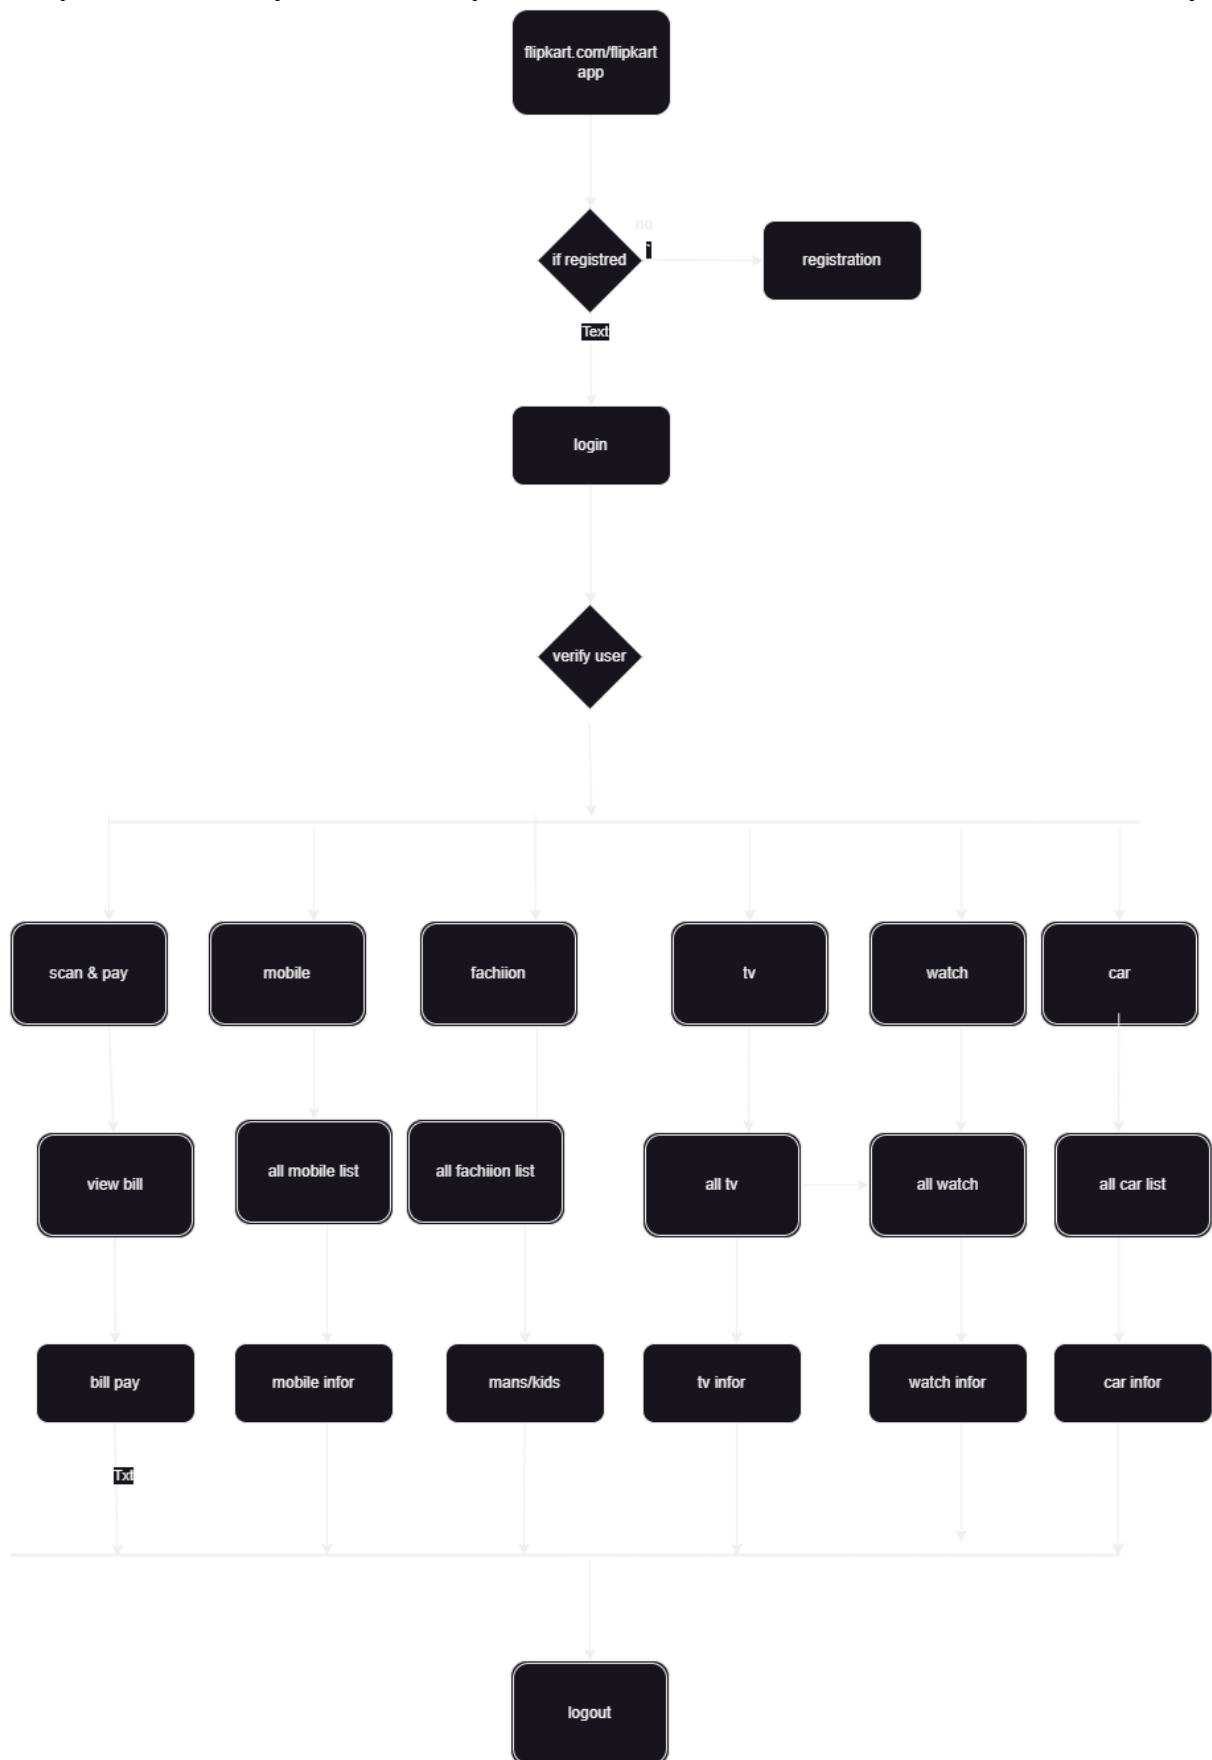 flipkart.com/flipkart
app
no
`
if registred
registration
Text
login
verify user
scan & pay
mobile
fachiion
tv
watch
car
view bill
all mobile list
all fachiion list
all tv
all watch
all car list
bill pay
mobile infor
mans/kids
tv infor
watch infor
car infor
Txt
logout